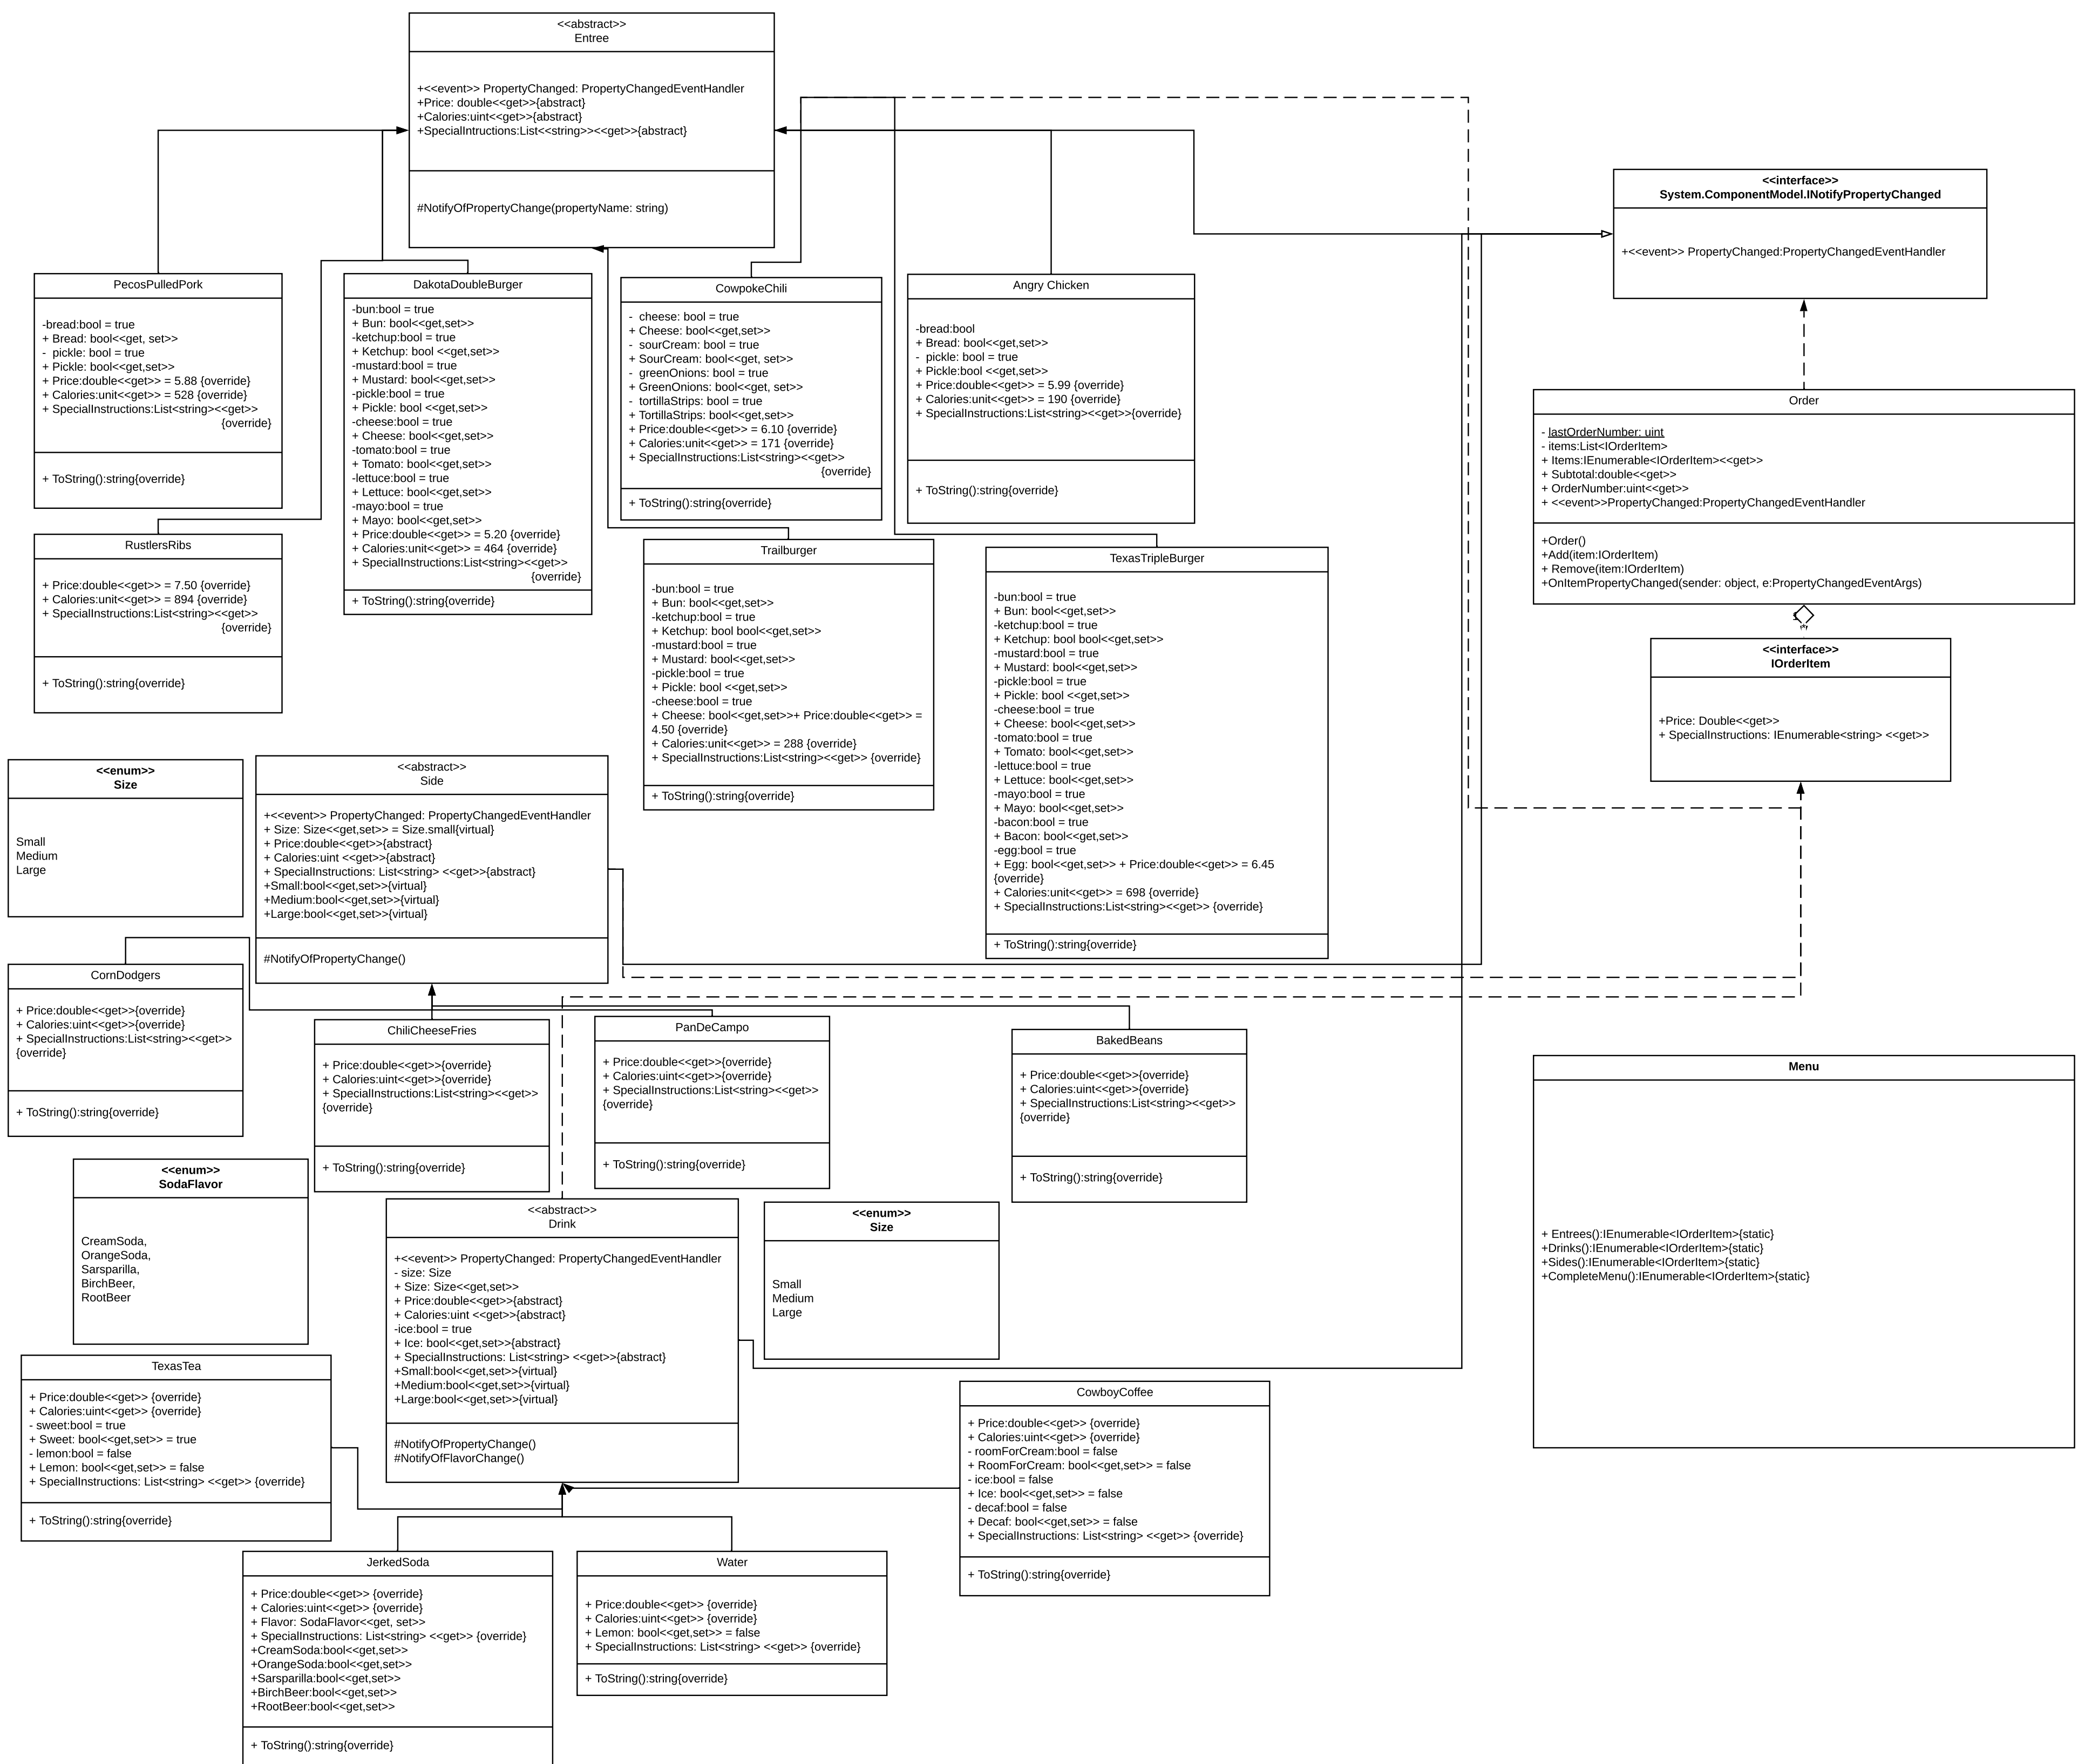 <<abstract>>
Entree
+<<event>> PropertyChanged: PropertyChangedEventHandler
+Price: double<<get>>{abstract}
+Calories:uint<<get>>{abstract}
+SpecialIntructions:List<<string>><<get>>{abstract}
#NotifyOfPropertyChange(propertyName: string)
<<interface>>
System.ComponentModel.INotifyPropertyChanged
+<<event>> PropertyChanged:PropertyChangedEventHandler
PecosPulledPork
-bread:bool = true
+ Bread: bool<<get, set>>
-  pickle: bool = true
+ Pickle: bool<<get,set>>
+ Price:double<<get>> = 5.88 {override}
+ Calories:unit<<get>> = 528 {override}
+ SpecialInstructions:List<string><<get>>
{override}
+ ToString():string{override}
DakotaDoubleBurger
-bun:bool = true
+ Bun: bool<<get,set>>
-ketchup:bool = true
+ Ketchup: bool <<get,set>>
-mustard:bool = true
+ Mustard: bool<<get,set>>
-pickle:bool = true
+ Pickle: bool <<get,set>>
-cheese:bool = true
+ Cheese: bool<<get,set>>
-tomato:bool = true
+ Tomato: bool<<get,set>>
-lettuce:bool = true
+ Lettuce: bool<<get,set>>
-mayo:bool = true
+ Mayo: bool<<get,set>>
+ Price:double<<get>> = 5.20 {override}
+ Calories:unit<<get>> = 464 {override}
+ SpecialInstructions:List<string><<get>>
{override}
+ ToString():string{override}
CowpokeChili
-  cheese: bool = true
+ Cheese: bool<<get,set>>
-  sourCream: bool = true
+ SourCream: bool<<get, set>>
-  greenOnions: bool = true
+ GreenOnions: bool<<get, set>>
-  tortillaStrips: bool = true
+ TortillaStrips: bool<<get,set>>
+ Price:double<<get>> = 6.10 {override}
+ Calories:unit<<get>> = 171 {override}
+ SpecialInstructions:List<string><<get>>
{override}
+ ToString():string{override}
Angry Chicken
-bread:bool
+ Bread: bool<<get,set>>
-  pickle: bool = true
+ Pickle:bool <<get,set>>
+ Price:double<<get>> = 5.99 {override}
+ Calories:unit<<get>> = 190 {override}
+ SpecialInstructions:List<string><<get>>{override}
+ ToString():string{override}
Order
- lastOrderNumber: uint
- items:List<IOrderItem>
+ Items:IEnumerable<IOrderItem><<get>>
+ Subtotal:double<<get>>
+ OrderNumber:uint<<get>>
+ <<event>>PropertyChanged:PropertyChangedEventHandler
+Order()
+Add(item:IOrderItem)
+ Remove(item:IOrderItem)
+OnItemPropertyChanged(sender: object, e:PropertyChangedEventArgs)
RustlersRibs
+ Price:double<<get>> = 7.50 {override}
+ Calories:unit<<get>> = 894 {override}
+ SpecialInstructions:List<string><<get>>
{override}
+ ToString():string{override}
Trailburger
-bun:bool = true
+ Bun: bool<<get,set>>
-ketchup:bool = true
+ Ketchup: bool bool<<get,set>>
-mustard:bool = true
+ Mustard: bool<<get,set>>
-pickle:bool = true
+ Pickle: bool <<get,set>>
-cheese:bool = true
+ Cheese: bool<<get,set>>+ Price:double<<get>> =
4.50 {override}
+ Calories:unit<<get>> = 288 {override}
+ SpecialInstructions:List<string><<get>> {override}
+ ToString():string{override}
TexasTripleBurger
-bun:bool = true
+ Bun: bool<<get,set>>
-ketchup:bool = true
+ Ketchup: bool bool<<get,set>>
-mustard:bool = true
+ Mustard: bool<<get,set>>
-pickle:bool = true
+ Pickle: bool <<get,set>>
-cheese:bool = true
+ Cheese: bool<<get,set>>
-tomato:bool = true
+ Tomato: bool<<get,set>>
-lettuce:bool = true
+ Lettuce: bool<<get,set>>
-mayo:bool = true
+ Mayo: bool<<get,set>>
-bacon:bool = true
+ Bacon: bool<<get,set>>
-egg:bool = true
+ Egg: bool<<get,set>> + Price:double<<get>> = 6.45
{override}
+ Calories:unit<<get>> = 698 {override}
+ SpecialInstructions:List<string><<get>> {override}
+ ToString():string{override}
<<interface>>
IOrderItem
+Price: Double<<get>>
+ SpecialInstructions: IEnumerable<string> <<get>>
<<enum>>
Size
Small
Medium
Large
<<abstract>>
Side
+<<event>> PropertyChanged: PropertyChangedEventHandler
+ Size: Size<<get,set>> = Size.small{virtual}
+ Price:double<<get>>{abstract}
+ Calories:uint <<get>>{abstract}
+ SpecialInstructions: List<string> <<get>>{abstract}
+Small:bool<<get,set>>{virtual}
+Medium:bool<<get,set>>{virtual}
+Large:bool<<get,set>>{virtual}
#NotifyOfPropertyChange()
CornDodgers
+ Price:double<<get>>{override}
+ Calories:uint<<get>>{override}
+ SpecialInstructions:List<string><<get>>
{override}
+ ToString():string{override}
ChiliCheeseFries
+ Price:double<<get>>{override}
+ Calories:uint<<get>>{override}
+ SpecialInstructions:List<string><<get>>
{override}
+ ToString():string{override}
PanDeCampo
+ Price:double<<get>>{override}
+ Calories:uint<<get>>{override}
+ SpecialInstructions:List<string><<get>>
{override}
+ ToString():string{override}
BakedBeans
+ Price:double<<get>>{override}
+ Calories:uint<<get>>{override}
+ SpecialInstructions:List<string><<get>>
{override}
+ ToString():string{override}
Menu
+ Entrees():IEnumerable<IOrderItem>{static}
+Drinks():IEnumerable<IOrderItem>{static}
+Sides():IEnumerable<IOrderItem>{static}
+CompleteMenu():IEnumerable<IOrderItem>{static}
<<enum>>
SodaFlavor
CreamSoda,
OrangeSoda,
Sarsparilla,
BirchBeer,
RootBeer
<<abstract>>
Drink
+<<event>> PropertyChanged: PropertyChangedEventHandler
- size: Size
+ Size: Size<<get,set>>
+ Price:double<<get>>{abstract}
+ Calories:uint <<get>>{abstract}
-ice:bool = true
+ Ice: bool<<get,set>>{abstract}
+ SpecialInstructions: List<string> <<get>>{abstract}
+Small:bool<<get,set>>{virtual}
+Medium:bool<<get,set>>{virtual}
+Large:bool<<get,set>>{virtual}
#NotifyOfPropertyChange()
#NotifyOfFlavorChange()
<<enum>>
Size
Small
Medium
Large
TexasTea
+ Price:double<<get>> {override}
+ Calories:uint<<get>> {override}
- sweet:bool = true
+ Sweet: bool<<get,set>> = true
- lemon:bool = false
+ Lemon: bool<<get,set>> = false
+ SpecialInstructions: List<string> <<get>> {override}
+ ToString():string{override}
CowboyCoffee
+ Price:double<<get>> {override}
+ Calories:uint<<get>> {override}
- roomForCream:bool = false
+ RoomForCream: bool<<get,set>> = false
- ice:bool = false
+ Ice: bool<<get,set>> = false
- decaf:bool = false
+ Decaf: bool<<get,set>> = false
+ SpecialInstructions: List<string> <<get>> {override}
+ ToString():string{override}
JerkedSoda
+ Price:double<<get>> {override}
+ Calories:uint<<get>> {override}
+ Flavor: SodaFlavor<<get, set>>
+ SpecialInstructions: List<string> <<get>> {override}
+CreamSoda:bool<<get,set>>
+OrangeSoda:bool<<get,set>>
+Sarsparilla:bool<<get,set>>
+BirchBeer:bool<<get,set>>
+RootBeer:bool<<get,set>>
+ ToString():string{override}
Water
+ Price:double<<get>> {override}
+ Calories:uint<<get>> {override}
+ Lemon: bool<<get,set>> = false
+ SpecialInstructions: List<string> <<get>> {override}
+ ToString():string{override}